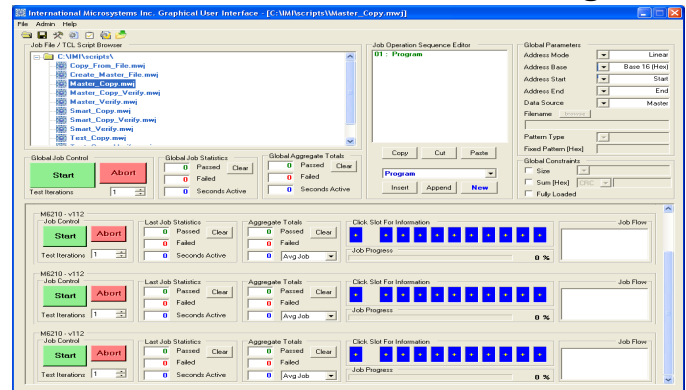 International Microsystems Inc. Graphical User Interface - [C:\IMI\scripts\\Master_Copy.mwj]
File Admin Help
Job File / TCL Script Browser
C:\IMI\scripts\
Copy_From_File.mwj
Create_Master_File.mwj
Master_Copy.mwj
Master_Copy_Verify.mwj
Master_Verify.mwj
Smart_Copy.mwj
Smart_Copy_Verify.mwj
Smart_Verify.mwj
Test_Copy.mwj
Job Operation Sequence Editor
01 : Program
Copy Cut Paste
Program
Insert Append New
Global Parameters
Address Mode Linear
Address Base Base 16 (Hex)
Address Start Start
Address End End
Data Source Master
Filename Browse
Pattern Type
Fixed Pattern [Hex]
Global Constraints
Size
Sum [Hex] CRC
Fully Loaded
Global Job Control
Start Abort
Test Iterations 1
Global Job Statistics
0 Passed Clear
0 Failed
0 Seconds Active
Global Aggregate Totals
0 Passed Clear
0 Failed
0 Seconds Active
M6210 - v112
Job Control
Start Abort
Test Iterations 1
Last Job Statistics
0 Passed Clear
0 Failed
0 Seconds Active
Aggregate Totals
0 Passed Clear
0 Failed
0 Avg Job
Click Slot For Information
+ + + + + + + + + +
Job Progress
0 %
Job Flow
M6210 - v112
Job Control
Start Abort
Test Iterations 1
Last Job Statistics
0 Passed Clear
0 Failed
0 Seconds Active
Aggregate Totals
0 Passed Clear
0 Failed
0 Avg Job
Click Slot For Information
+ + + + + + + + + +
Job Progress
0 %
Job Flow
M6210 - v112
Job Control
Start Abort
Test Iterations 1
Last Job Statistics
0 Passed Clear
0 Failed
0 Seconds Active
Aggregate Totals
0 Passed Clear
0 Failed
0 Avg Job
Click Slot For Information
+ + + + + + + + + +
Job Progress
0 %
Job Flow